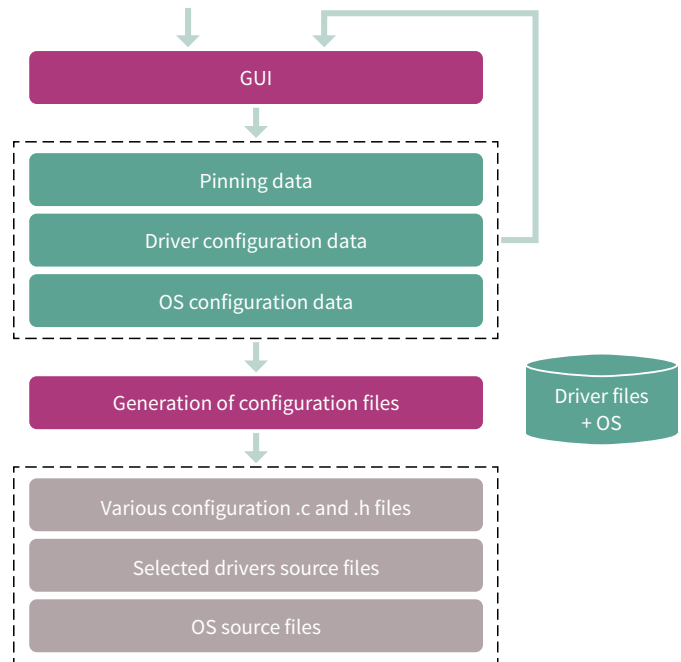 GUI
Pinning data
Driver configuration data
OS configuration data
Generation of configuration files
Driver files
+ OS
Various configuration .c and .h files
Selected drivers source files
OS source files